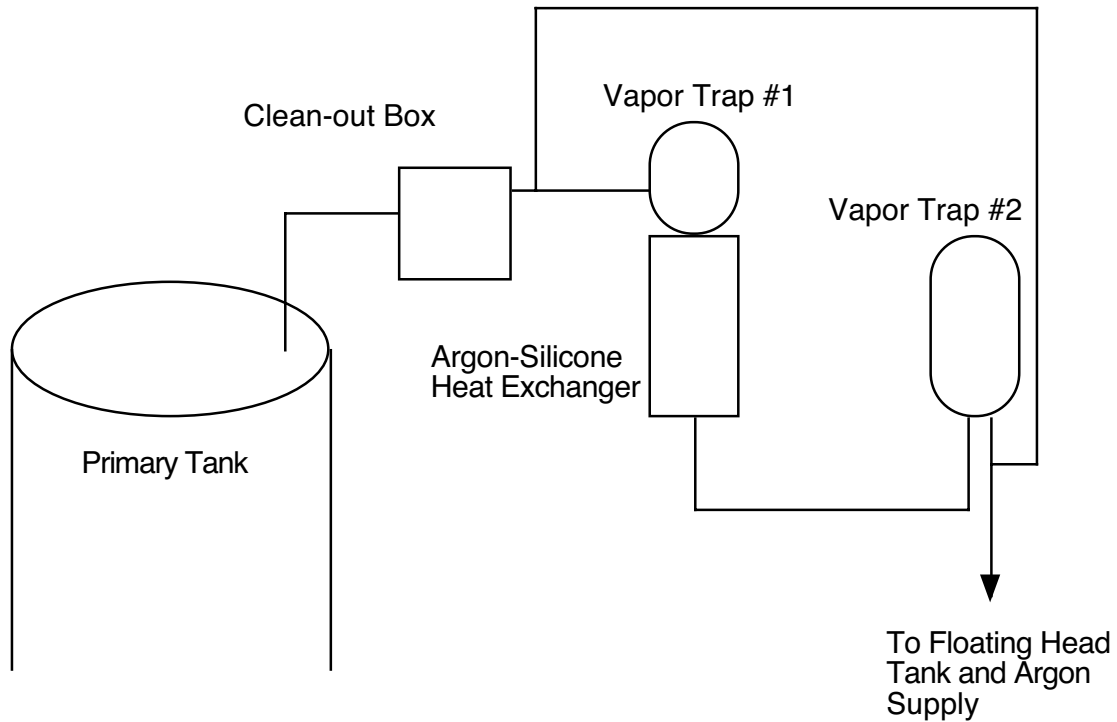 Vapor Trap #1
Clean-out Box
Vapor Trap #2
Argon-Silicone
Heat Exchanger
Primary Tank
To Floating Head
Tank and Argon
Supply